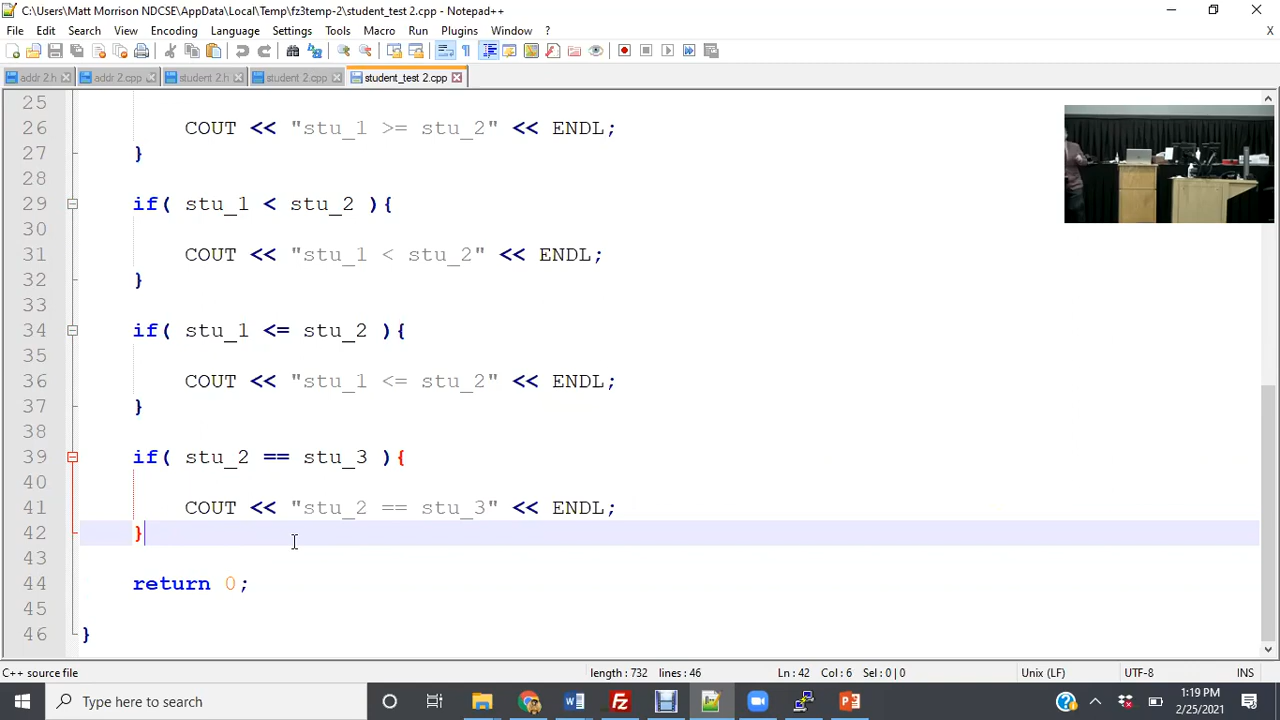 C:\Users\Matt Morrison NDCSE\AppData\Local\Temp\fz3temp-2\student_test 2.cpp - Notepad++
File Edit Search View Encoding Language Settings Tools Macro Run Plugins Window ? X
addr 2.h addr 2.cpp student 2.h student 2.cpp student_test 2.cpp
25
26 COUT << "stu_1 >= stu_2" << ENDL;
27 }
28
29 if( stu_1 < stu_2 ){
30
31 COUT << "stu_1 < stu_2" << ENDL;
32 }
33
34 if( stu_1 <= stu_2 ){
35
36 COUT << "stu_1 <= stu_2" << ENDL;
37 }
38
39 if( stu_2 == stu_3 ){
40
41 COUT << "stu_2 == stu_3" << ENDL;
42 }
43
44 return 0;
45
46 }
C++ source file length : 732 lines : 46 Ln : 42 Col : 6 Sel : 0 | 0 Unix (LF) UTF-8 INS
Type here to search
1:19 PM
2/25/2021